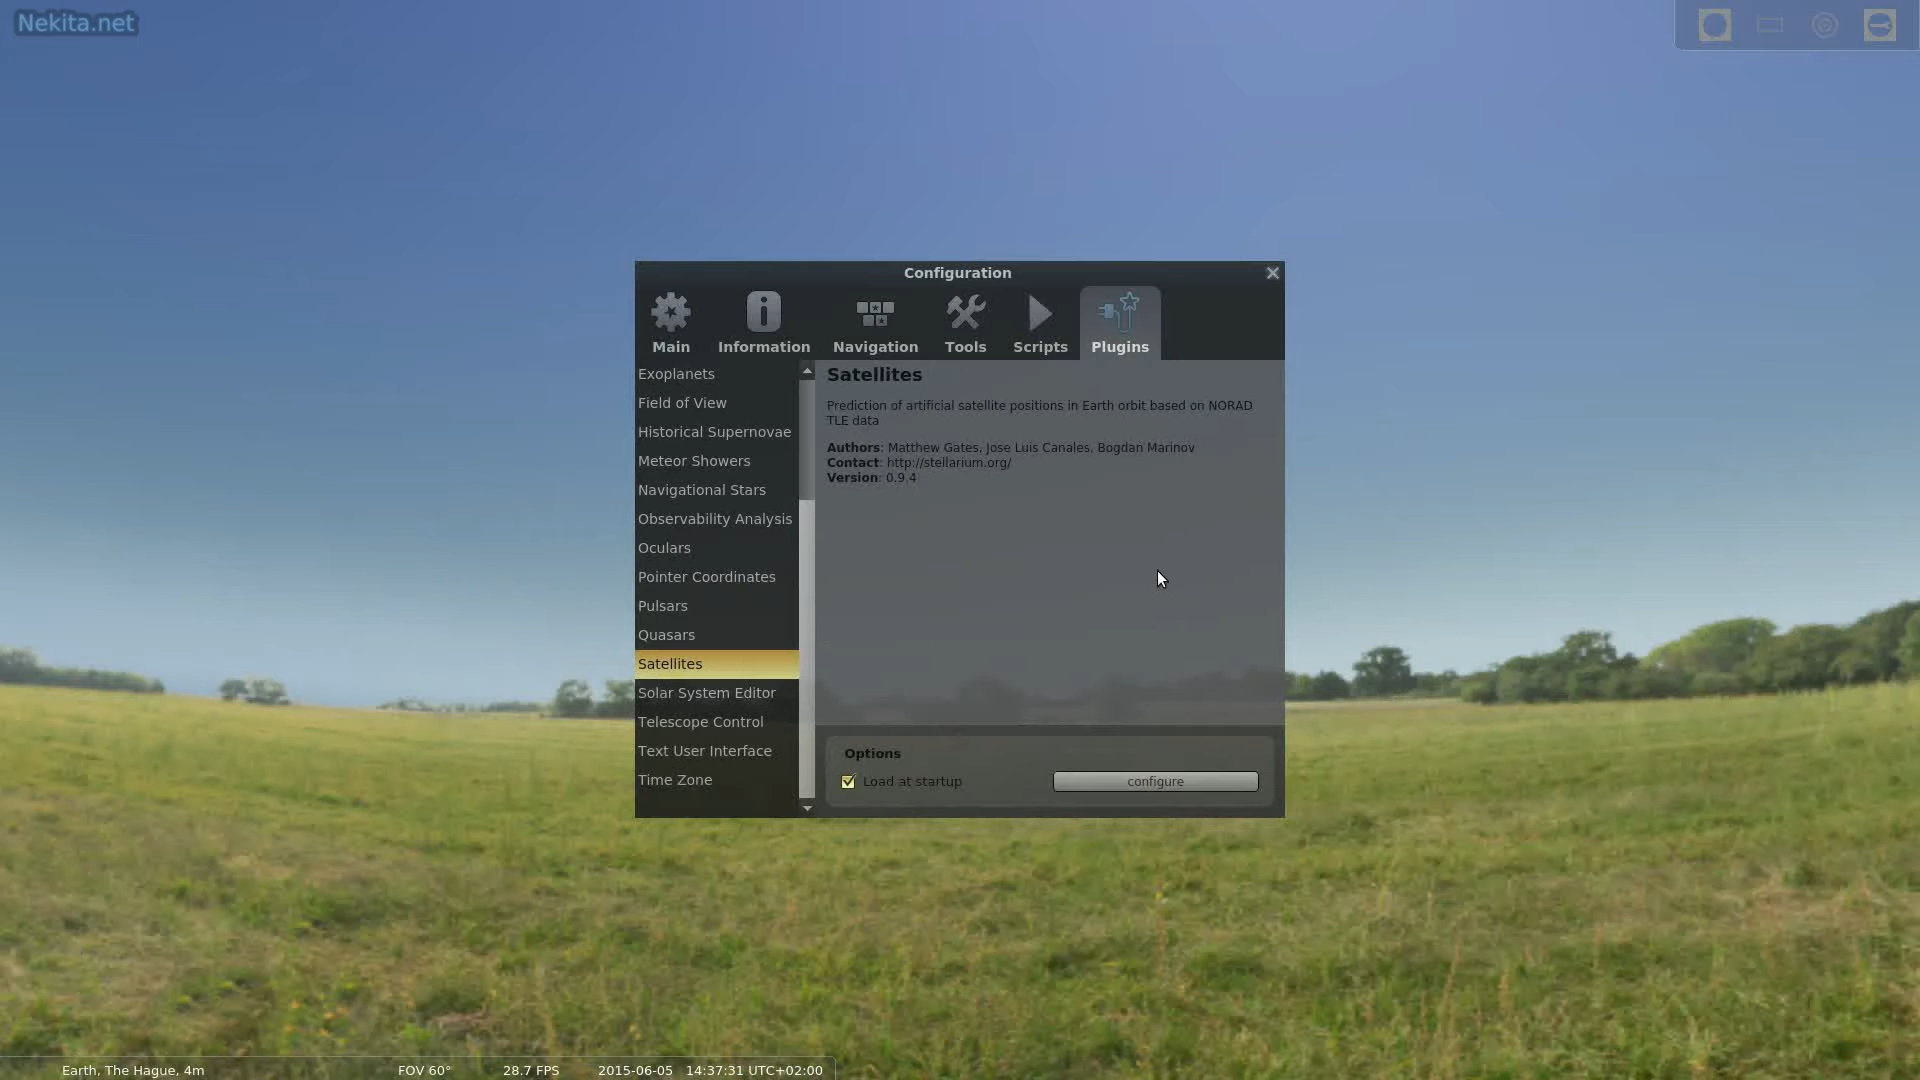 Nekita.net
Configuration
Main
Information
Navigation
Tools
Scripts
Plugins
Exoplanets
Field of View
Historical Supernovae
Meteor Showers
Navigational Stars
Observability Analysis
Oculars
Pointer Coordinates
Pulsars
Quasars
Satellites
Solar System Editor
Telescope Control
Text User Interface
Time Zone
Satellites
Prediction of artificial satellite positions in Earth orbit based on NORAD
TLE data
Authors: Matthew Gates, Jose Luis Canales, Bogdan Marinov
Contact: http://stellarium.org/
Version: 0.9.4
Options
Load at startup
configure
Earth, The Hague, 4m
FOV 60°
28.7 FPS
2015-06-05 14:37:31 UTC+02:00